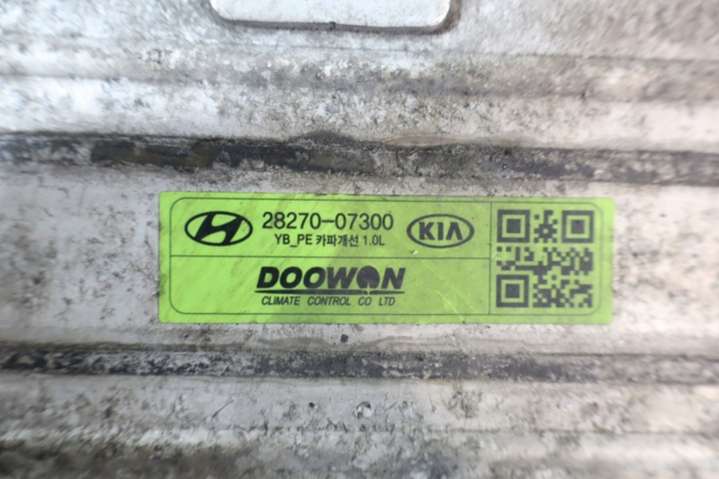 28270-07300
YB_PE 카파개선 1.0L
KIA
DOOWON
CLIMATE CONTROL CO LTD